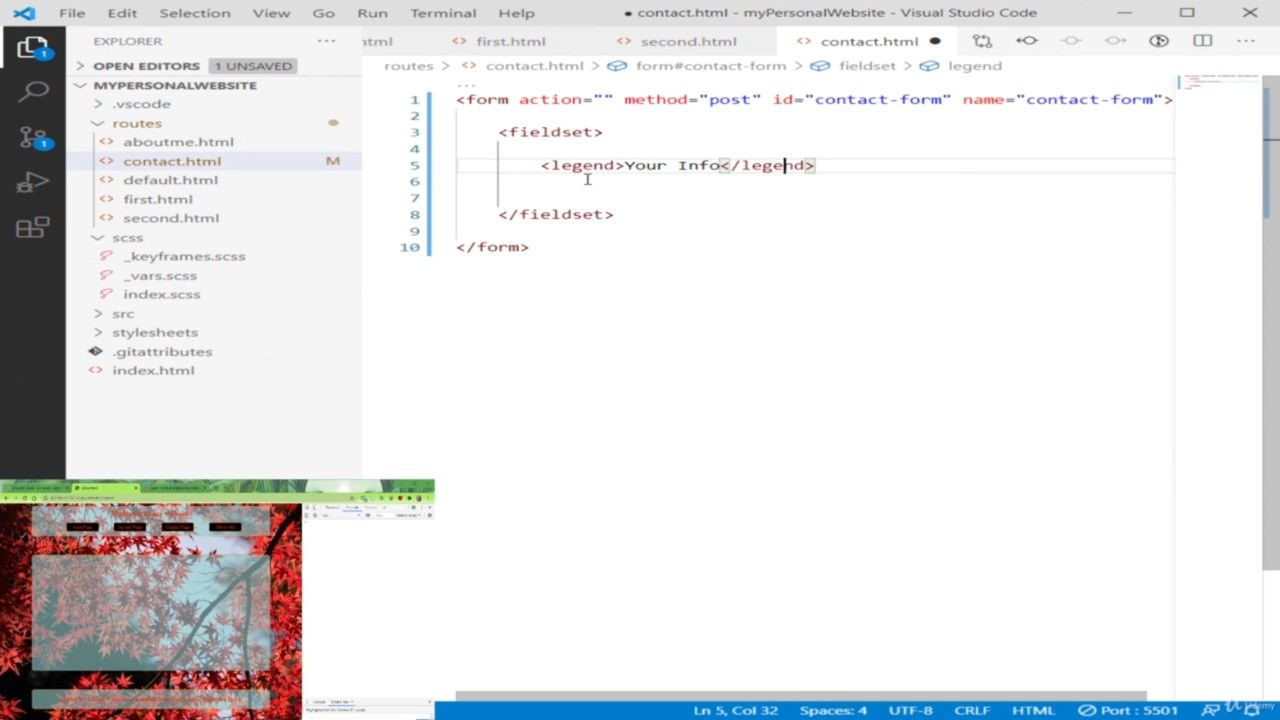 File Edit Selection View Go Run Terminal Help
● contact.html - myPersonalWebsite - Visual Studio Code
EXPLORER
OPEN EDITORS 1 UNSAVED
MYPERSONALWEBSITE
.vscode
routes
aboutme.html
contact.html M
default.html
first.html
second.html
scss
_keyframes.scss
_vars.scss
index.scss
src
stylesheets
.gitattributes
index.html
html first.html second.html contact.html ●
routes > contact.html > form#contact-form > fieldset > legend
1 <form action="" method="post" id="contact-form" name="contact-form">
2
3 <fieldset>
4
5 <legend>Your Info</legend>
6
7
8 </fieldset>
9
10 </form>
1
1
Ln 5, Col 32 Spaces: 4 UTF-8 CRLF HTML Port : 5501
Udemy